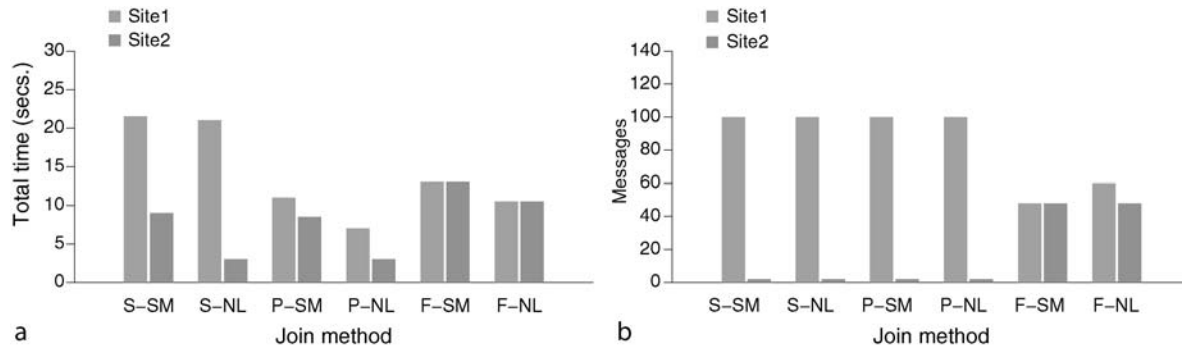 Site1
Site2
Total time (secs.)
30
25
20
15
10
5
0
S–SM S–NL P–SM P–NL F–SM F–NL
Join method
a
Site1
Site2
Messages
140
120
100
80
60
40
20
0
S–SM S–NL P–SM P–NL F–SM F–NL
Join method
b